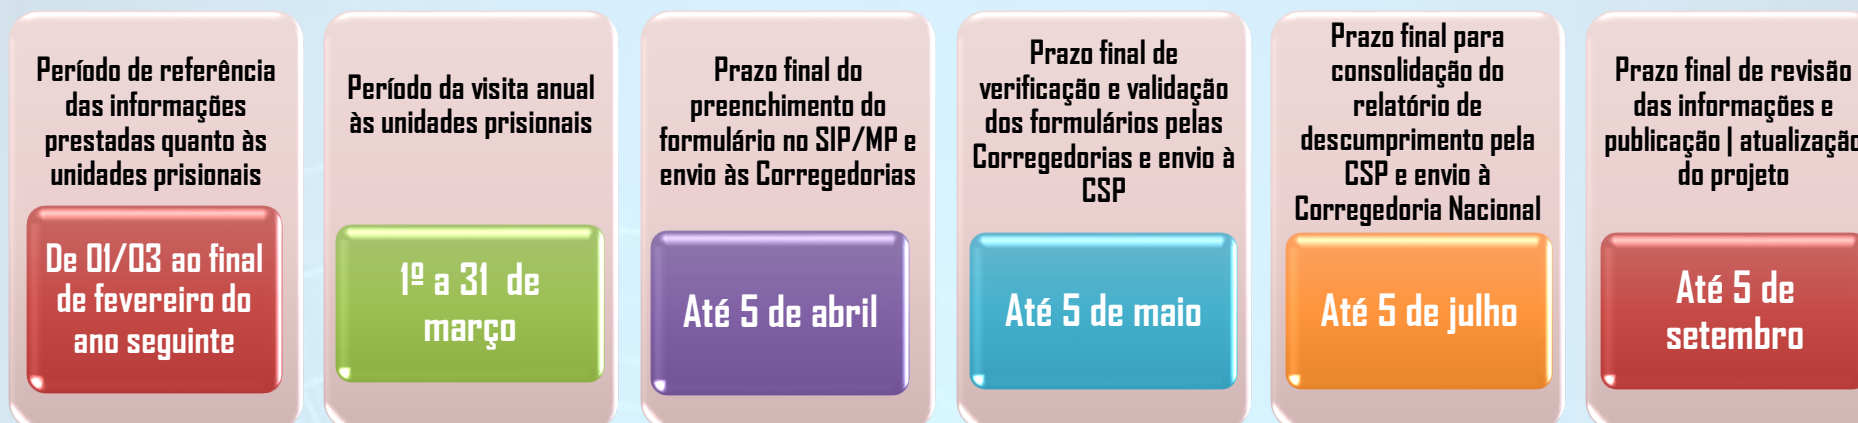 Período de referência
das informações
prestadas quanto às
unidades prisionais
De 01/03 ao final
de fevereiro do
ano seguinte
Período da visita anual
às unidades prisionais
1º a 31 de
março
Prazo final do
preenchimento do
formulário no SIP/MP e
envio às Corregedorias
Até 5 de abril
Prazo final de
verificação e validação
dos formulários pelas
Corregedorias e envio à
CSP
Até 5 de maio
Prazo final para
consolidação do
relatório de
descumprimento pela
CSP e envio à
Corregedoria Nacional
Até 5 de julho
Prazo final de revisão
das informações e
publicação | atualização
do projeto
Até 5 de
setembro